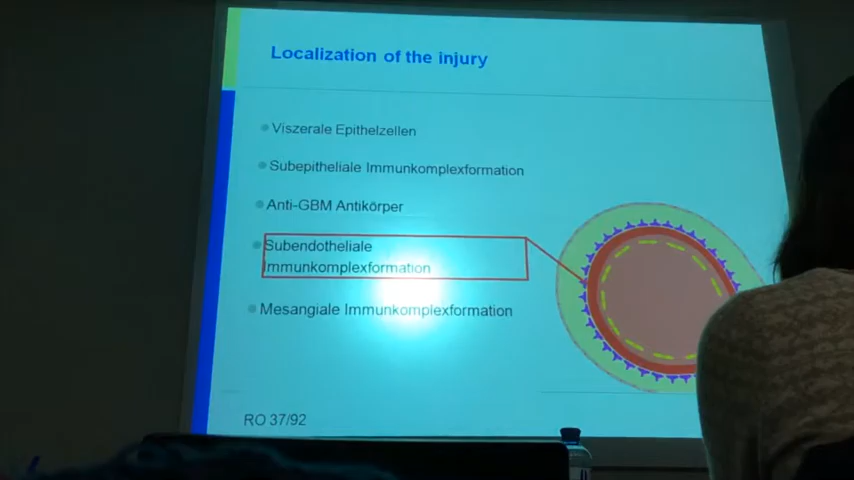 Localization of the injury
Viszerale Epithelzellen
Subepitheliale Immunkomplexformation
Anti-GBM Antikörper
Subendotheliale
Immunkomplexformation
Mesangiale Immunkomplexformation
RO 37/92